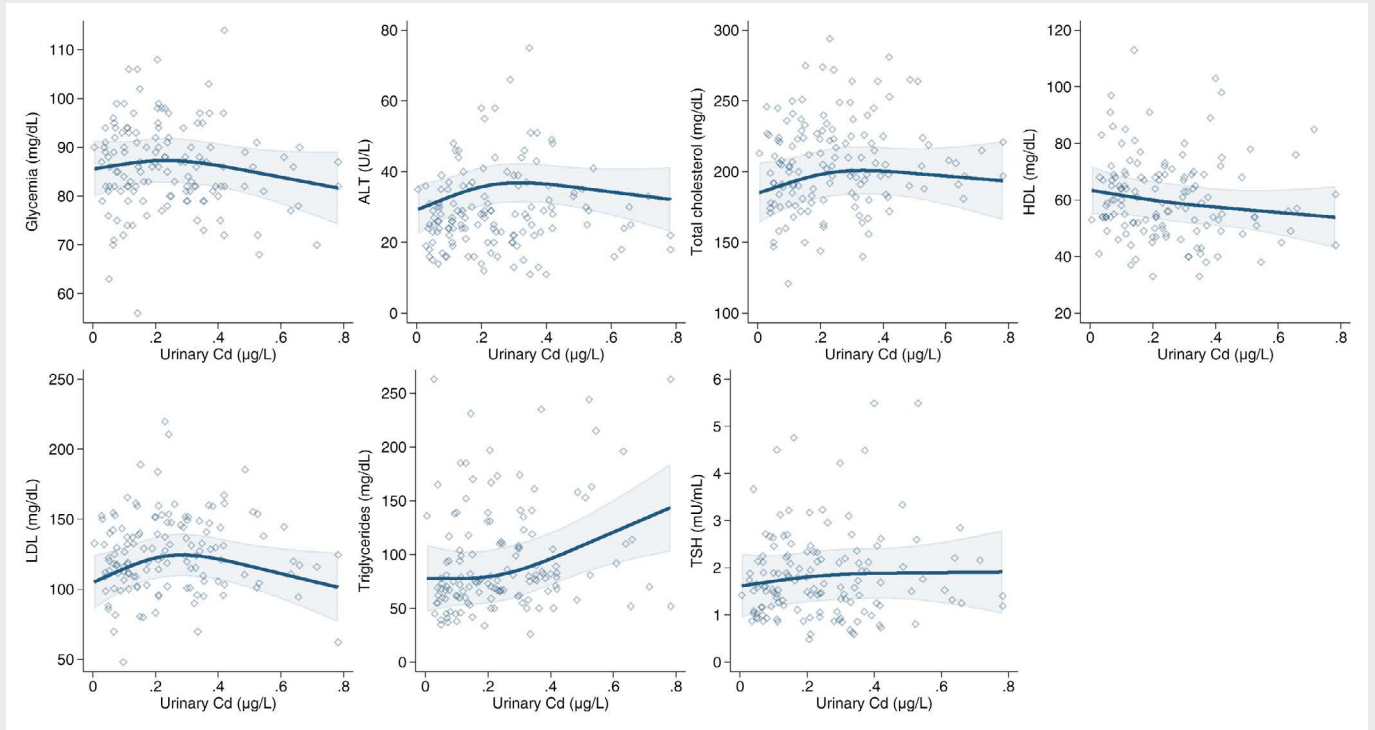 Glycemia (mg/dL)
110
100
90
80
70
60
0 .2 .4 .6 .8
Urinary Cd (µg/L)
ALT (U/L)
80
60
40
20
0
0 .2 .4 .6 .8
Urinary Cd (µg/L)
Total cholesterol (mg/dL)
300
250
200
150
100
0 .2 .4 .6 .8
Urinary Cd (µg/L)
HDL (mg/dL)
120
100
80
60
40
20
0 .2 .4 .6 .8
Urinary Cd (µg/L)
LDL (mg/dL)
250
200
150
100
50
0 .2 .4 .6 .8
Urinary Cd (µg/L)
Triglycerides (mg/dL)
250
200
150
100
50
0
0 .2 .4 .6 .8
Urinary Cd (µg/L)
TSH (mU/mL)
6
5
4
3
2
1
0
0 .2 .4 .6 .8
Urinary Cd (µg/L)